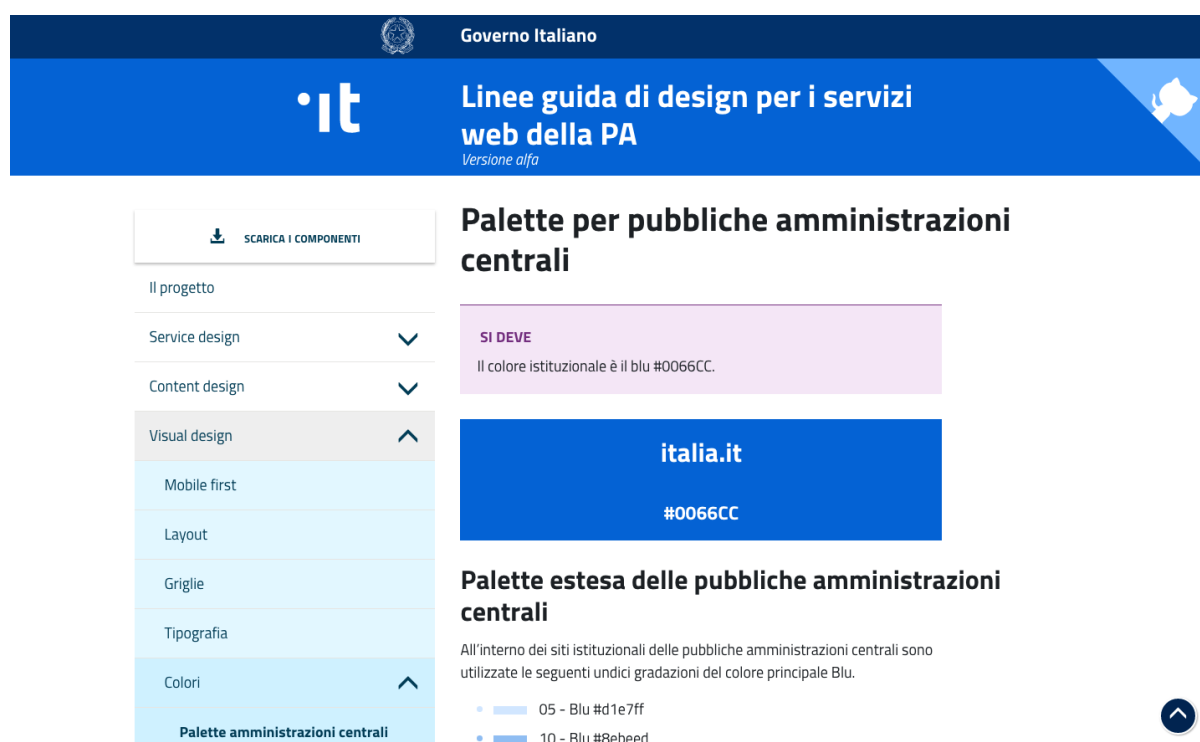 Governo Italiano
·it
Linee guida di design per i servizi
web della PA
Versione alfa
SCARICA I COMPONENTI
Il progetto
Service design
Content design
Visual design
Mobile first
Layout
Griglie
Tipografia
Colori
Palette amministrazioni centrali
Palette per pubbliche amministrazioni
centrali
SI DEVE
Il colore istituzionale è il blu #0066CC.
italia.it
#0066CC
Palette estesa delle pubbliche amministrazioni
centrali
All’interno dei siti istituzionali delle pubbliche amministrazioni centrali sono
utilizzate le seguenti undici gradazioni del colore principale Blu.
05 - Blu #d1e7ff
10 - Blu #8ebeed